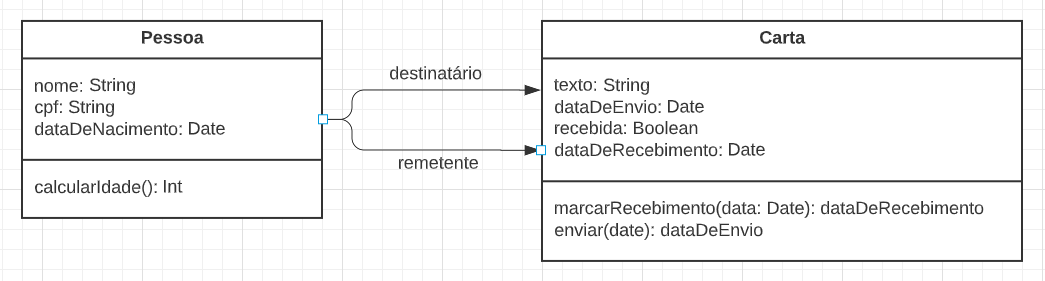 Pessoa
nome: String
cpf: String
dataDeNacimento: Date
calcularIdade(): Int
destinatário
remetente
Carta
texto: String
dataDeEnvio: Date
recebida: Boolean
dataDeRecebimento: Date
marcarRecebimento(data: Date): dataDeRecebimento
enviar(date): dataDeEnvio